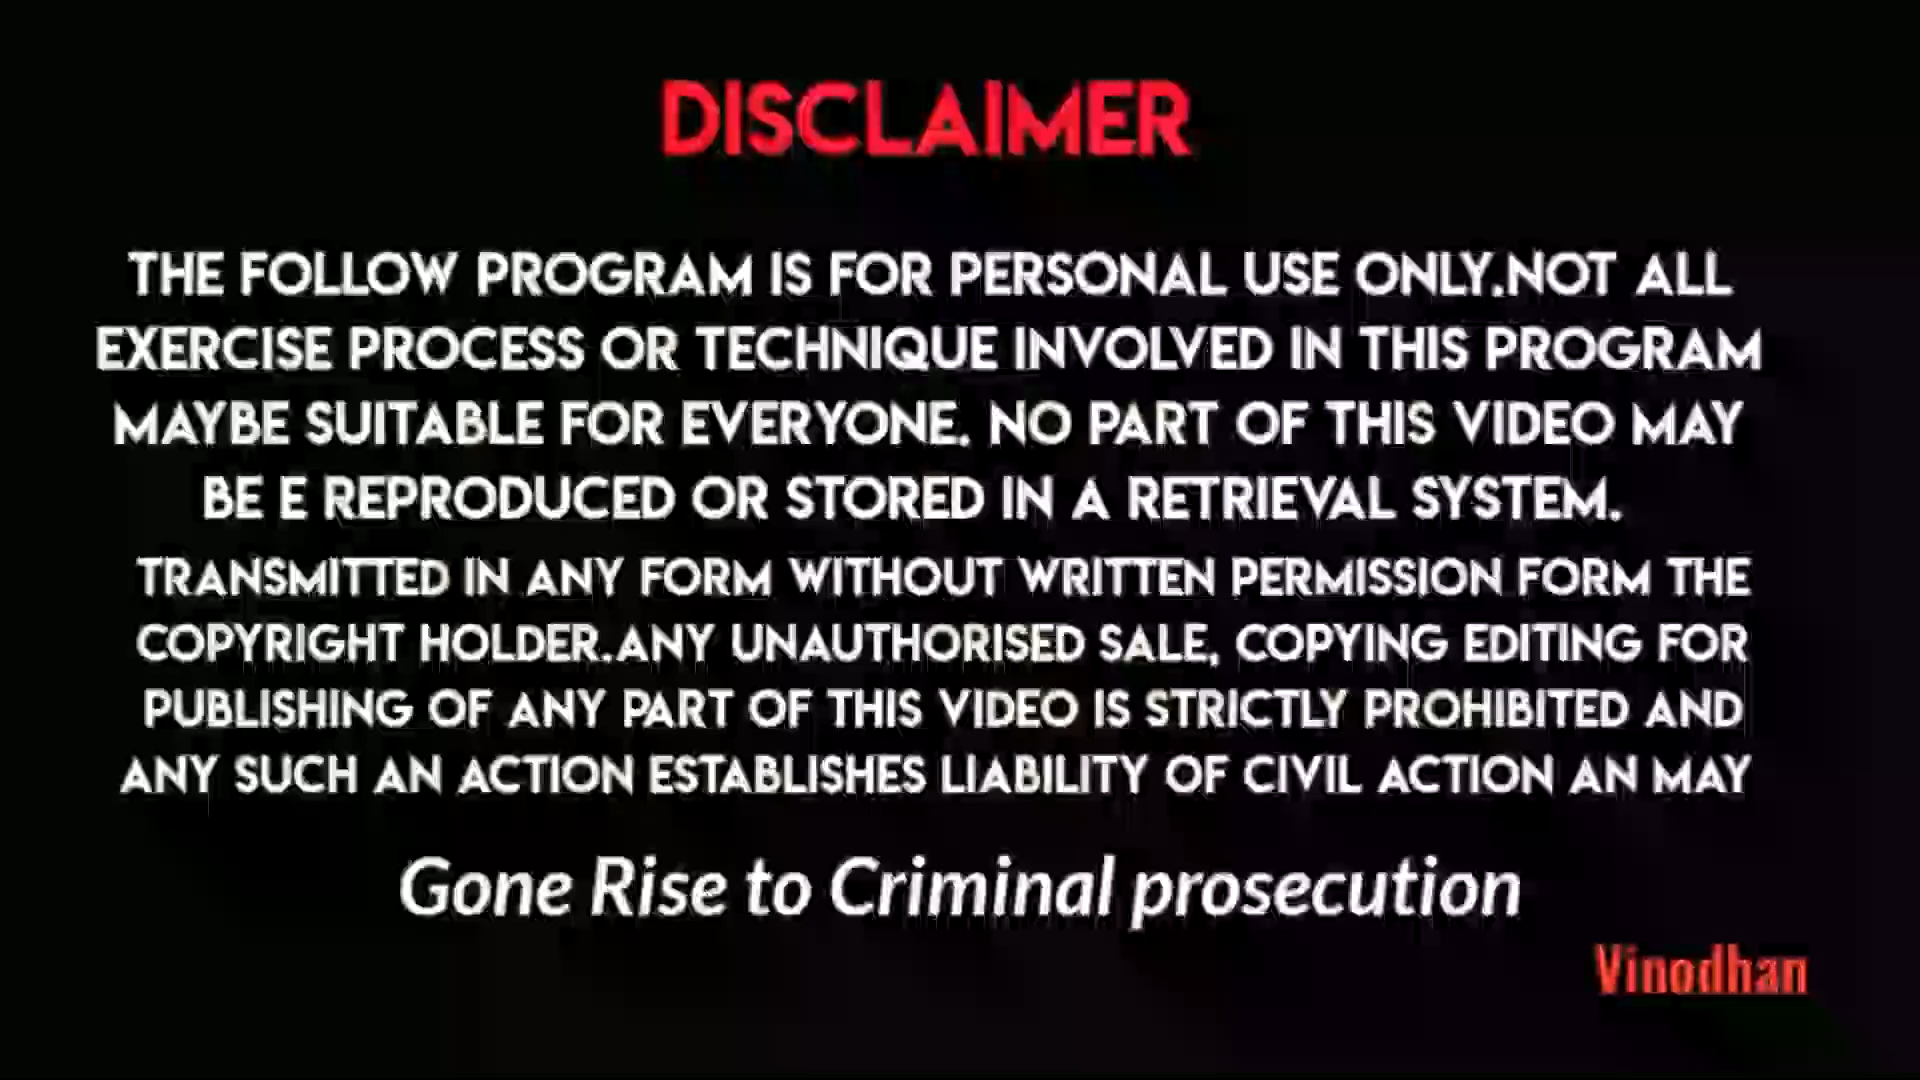 DISCLAIMER
THE FOLLOW PROGRAM IS FOR PERSONAL USE ONLY.NOT ALL
EXERCISE PROCESS OR TECHNIQUE INVOLVED IN THIS PROGRAM
MAYBE SUITABLE FOR EVERYONE. NO PART OF THIS VIDEO MAY
BE E REPRODUCED OR STORED IN A RETRIEVAL SYSTEM.
TRANSMITTED IN ANY FORM WITHOUT WRITTEN PERMISSION FORM THE
COPYRIGHT HOLDER.ANY UNAUTHORISED SALE, COPYING EDITING FOR
PUBLISHING OF ANY PART OF THIS VIDEO IS STRICTLY PROHIBITED AND
ANY SUCH AN ACTION ESTABLISHES LIABILITY OF CIVIL ACTION AN MAY
Gone Rise to Criminal prosecution
Vinodhan